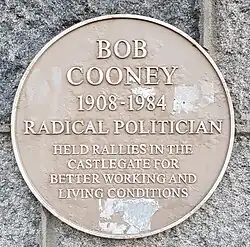 BOB
COONEY
1908-1984
RADICAL POLITICIAN
HELD RALLIES IN THE
CASTLEGATE FOR
BETTER WORKING AND
LIVING CONDITIONS